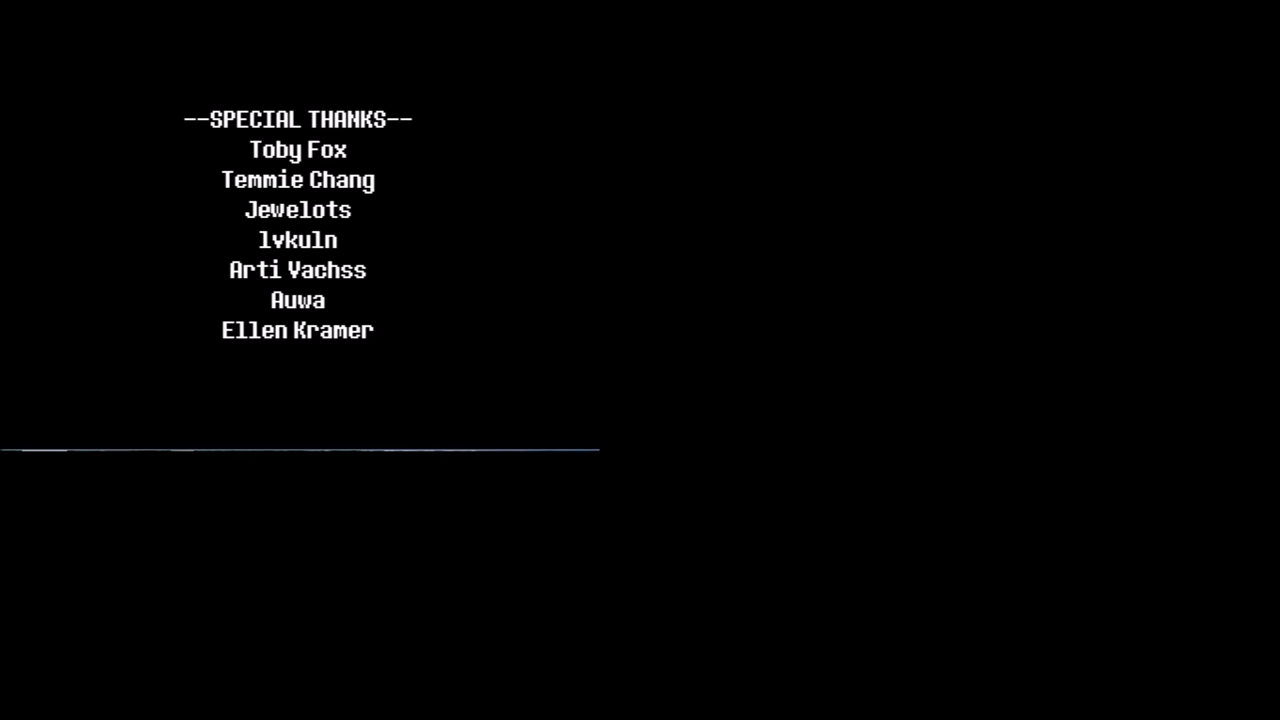 --SPECIAL THANKS--
Toby Fox
Temmie Chang
Jewelots
lvkuln
Arti Vachss
Auwa
Ellen Kramer